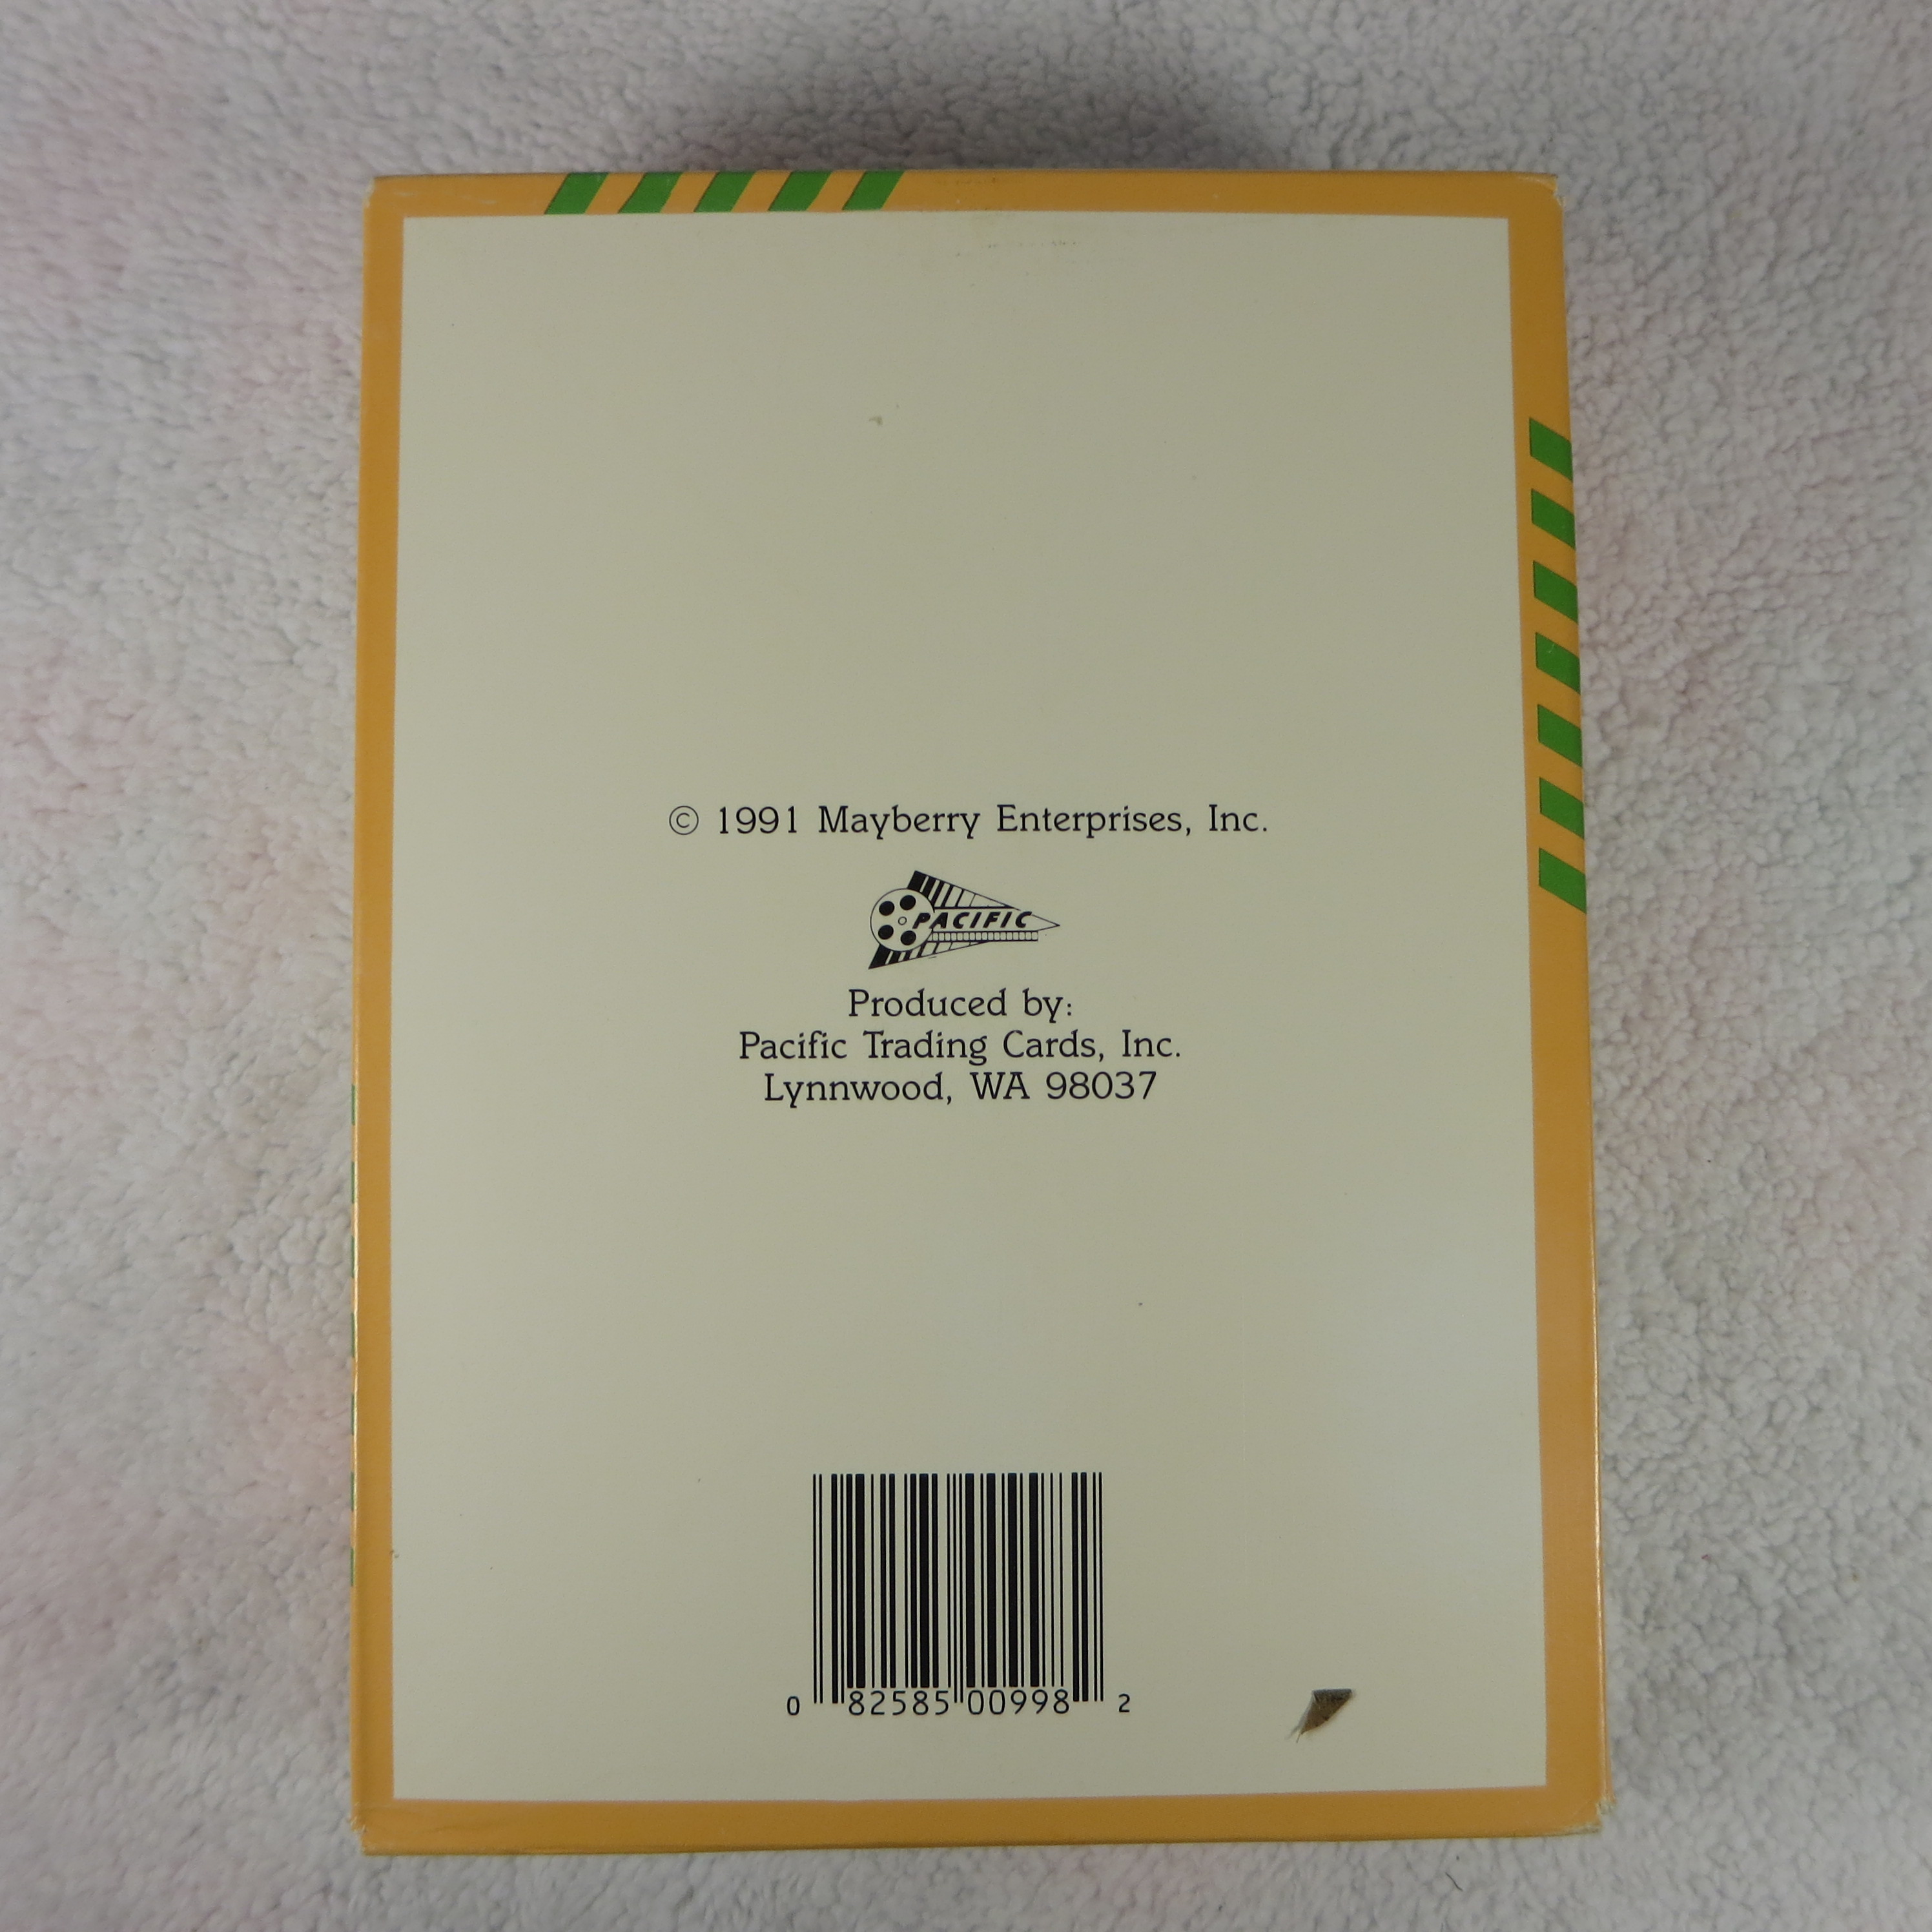 © 1991 Mayberry Enterprises, Inc.
PACIFIC
Produced by:
Pacific Trading Cards, Inc.
Lynnwood, WA 98037
0 82585 00998 2